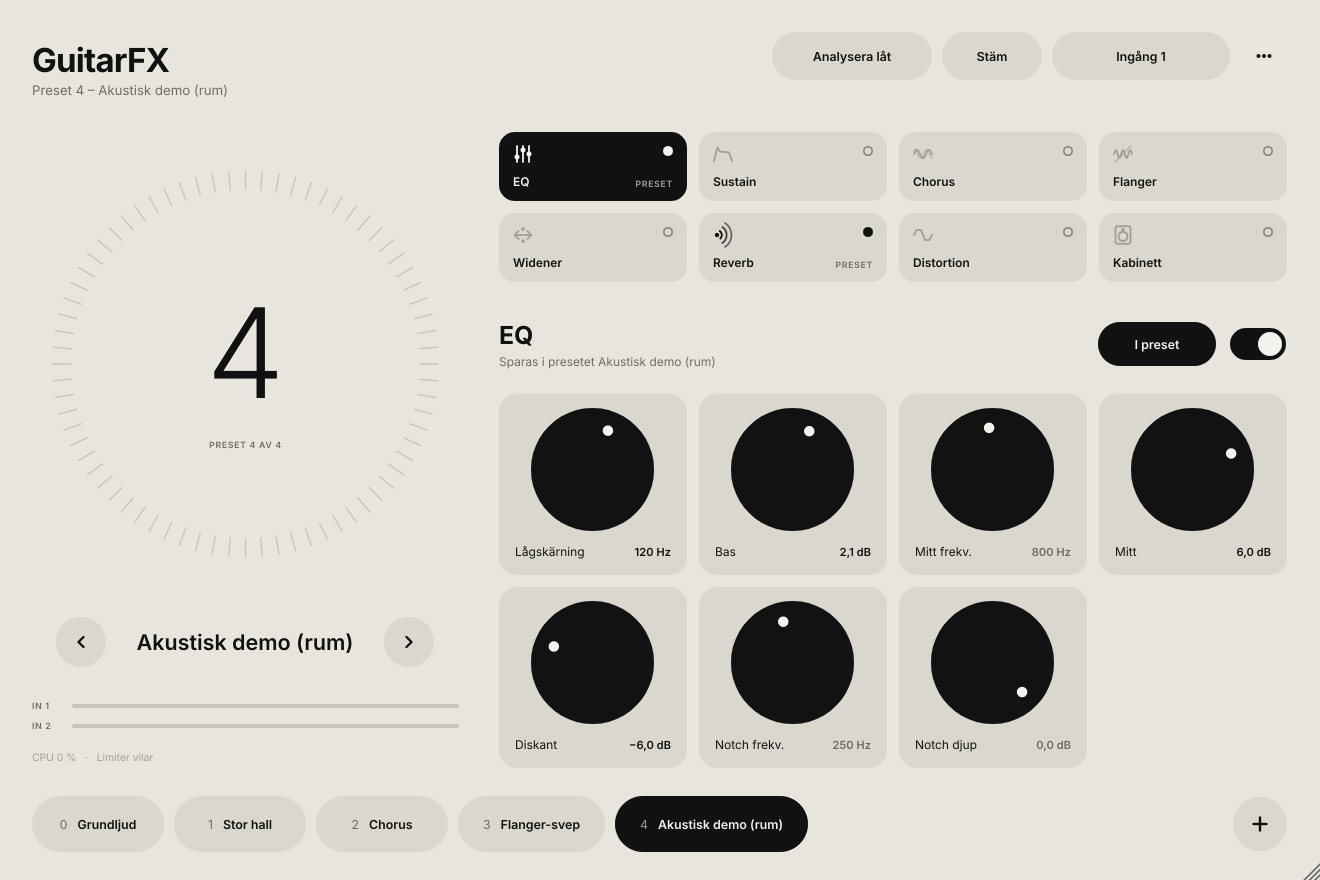 GuitarFX
Preset 4 – Akustisk demo (rum)
Analysera låt
Stäm
Ingång 1
EQ
PRESET
Sustain
Chorus
Flanger
Widener
Reverb
PRESET
Distortion
Kabinett
4
PRESET 4 AV 4
Akustisk demo (rum)
IN 1
IN 2
CPU 0 % · Limiter vilar
EQ
Sparas i presetet Akustisk demo (rum)
I preset
Lågskärning 120 Hz
Bas 2,1 dB
Mitt frekv. 800 Hz
Mitt 6,0 dB
Diskant −6,0 dB
Notch frekv. 250 Hz
Notch djup 0,0 dB
0 Grundljud
1 Stor hall
2 Chorus
3 Flanger-svep
4 Akustisk demo (rum)